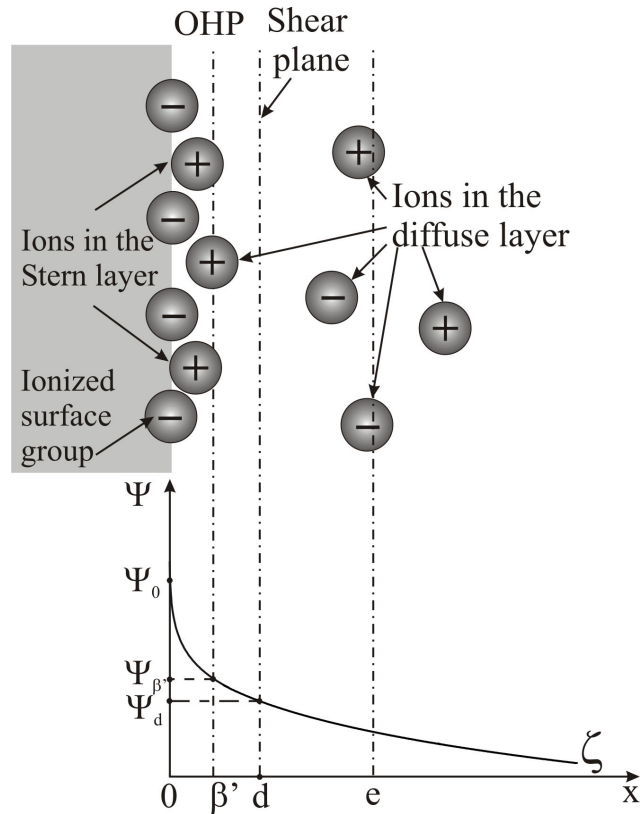 OHP
Shear
plane
−
+
−
+
−
+
−
+
−
+
−
Ions in the
Stern layer
Ions in the
diffuse layer
Ionized
surface
group
Ψ
Ψ0
Ψβ’
Ψd
ζ
0 β’ d e x